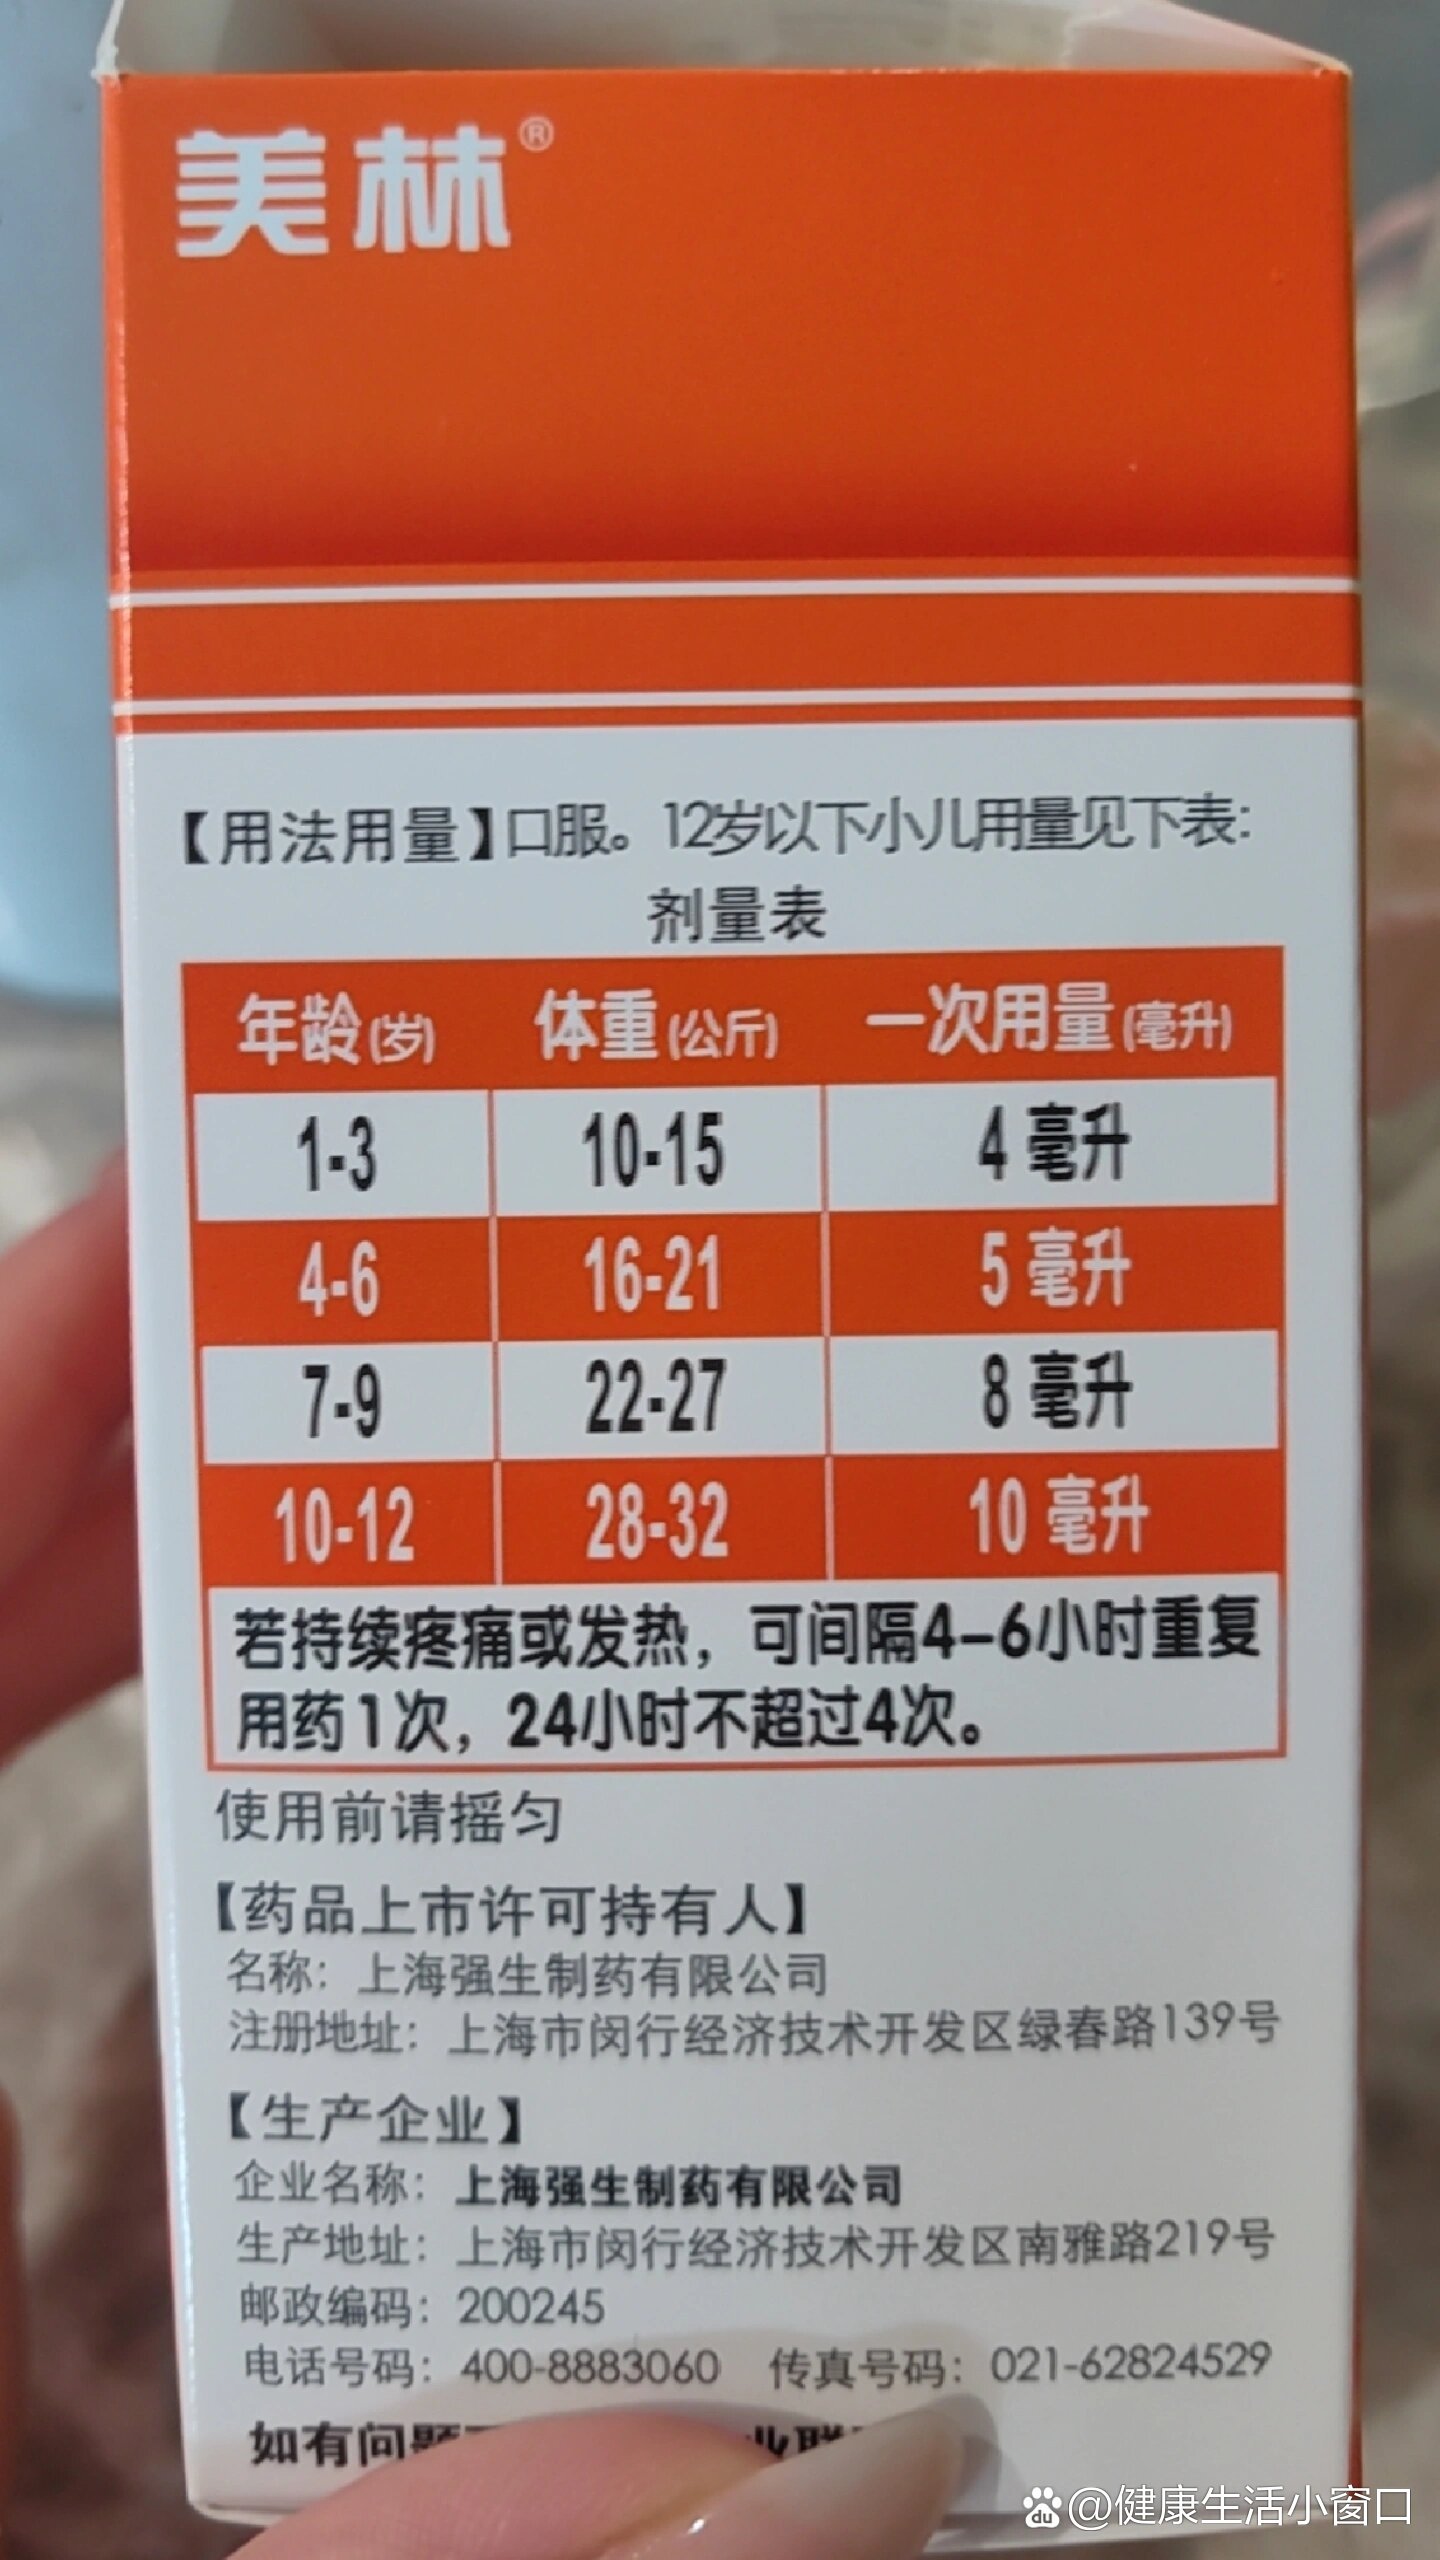 美林®
【用法用量】口服。12岁以下小儿用量见下表:
剂量表
年龄(岁) 体重(公斤) 一次用量(毫升)
1-3 10-15 4 毫升
4-6 16-21 5 毫升
7-9 22-27 8 毫升
10-12 28-32 10 毫升
若持续疼痛或发热，可间隔4-6小时重复
用药1次，24小时不超过4次。
使用前请摇匀
【药品上市许可持有人】
名称：上海强生制药有限公司
注册地址：上海市闵行经济技术开发区绿春路139号
【生产企业】
企业名称：上海强生制药有限公司
生产地址：上海市闵行经济技术开发区南雅路219号
邮政编码：200245
电话号码：400-8883060 传真号码：021-62824529
如有问题
du @健康生活小窗口